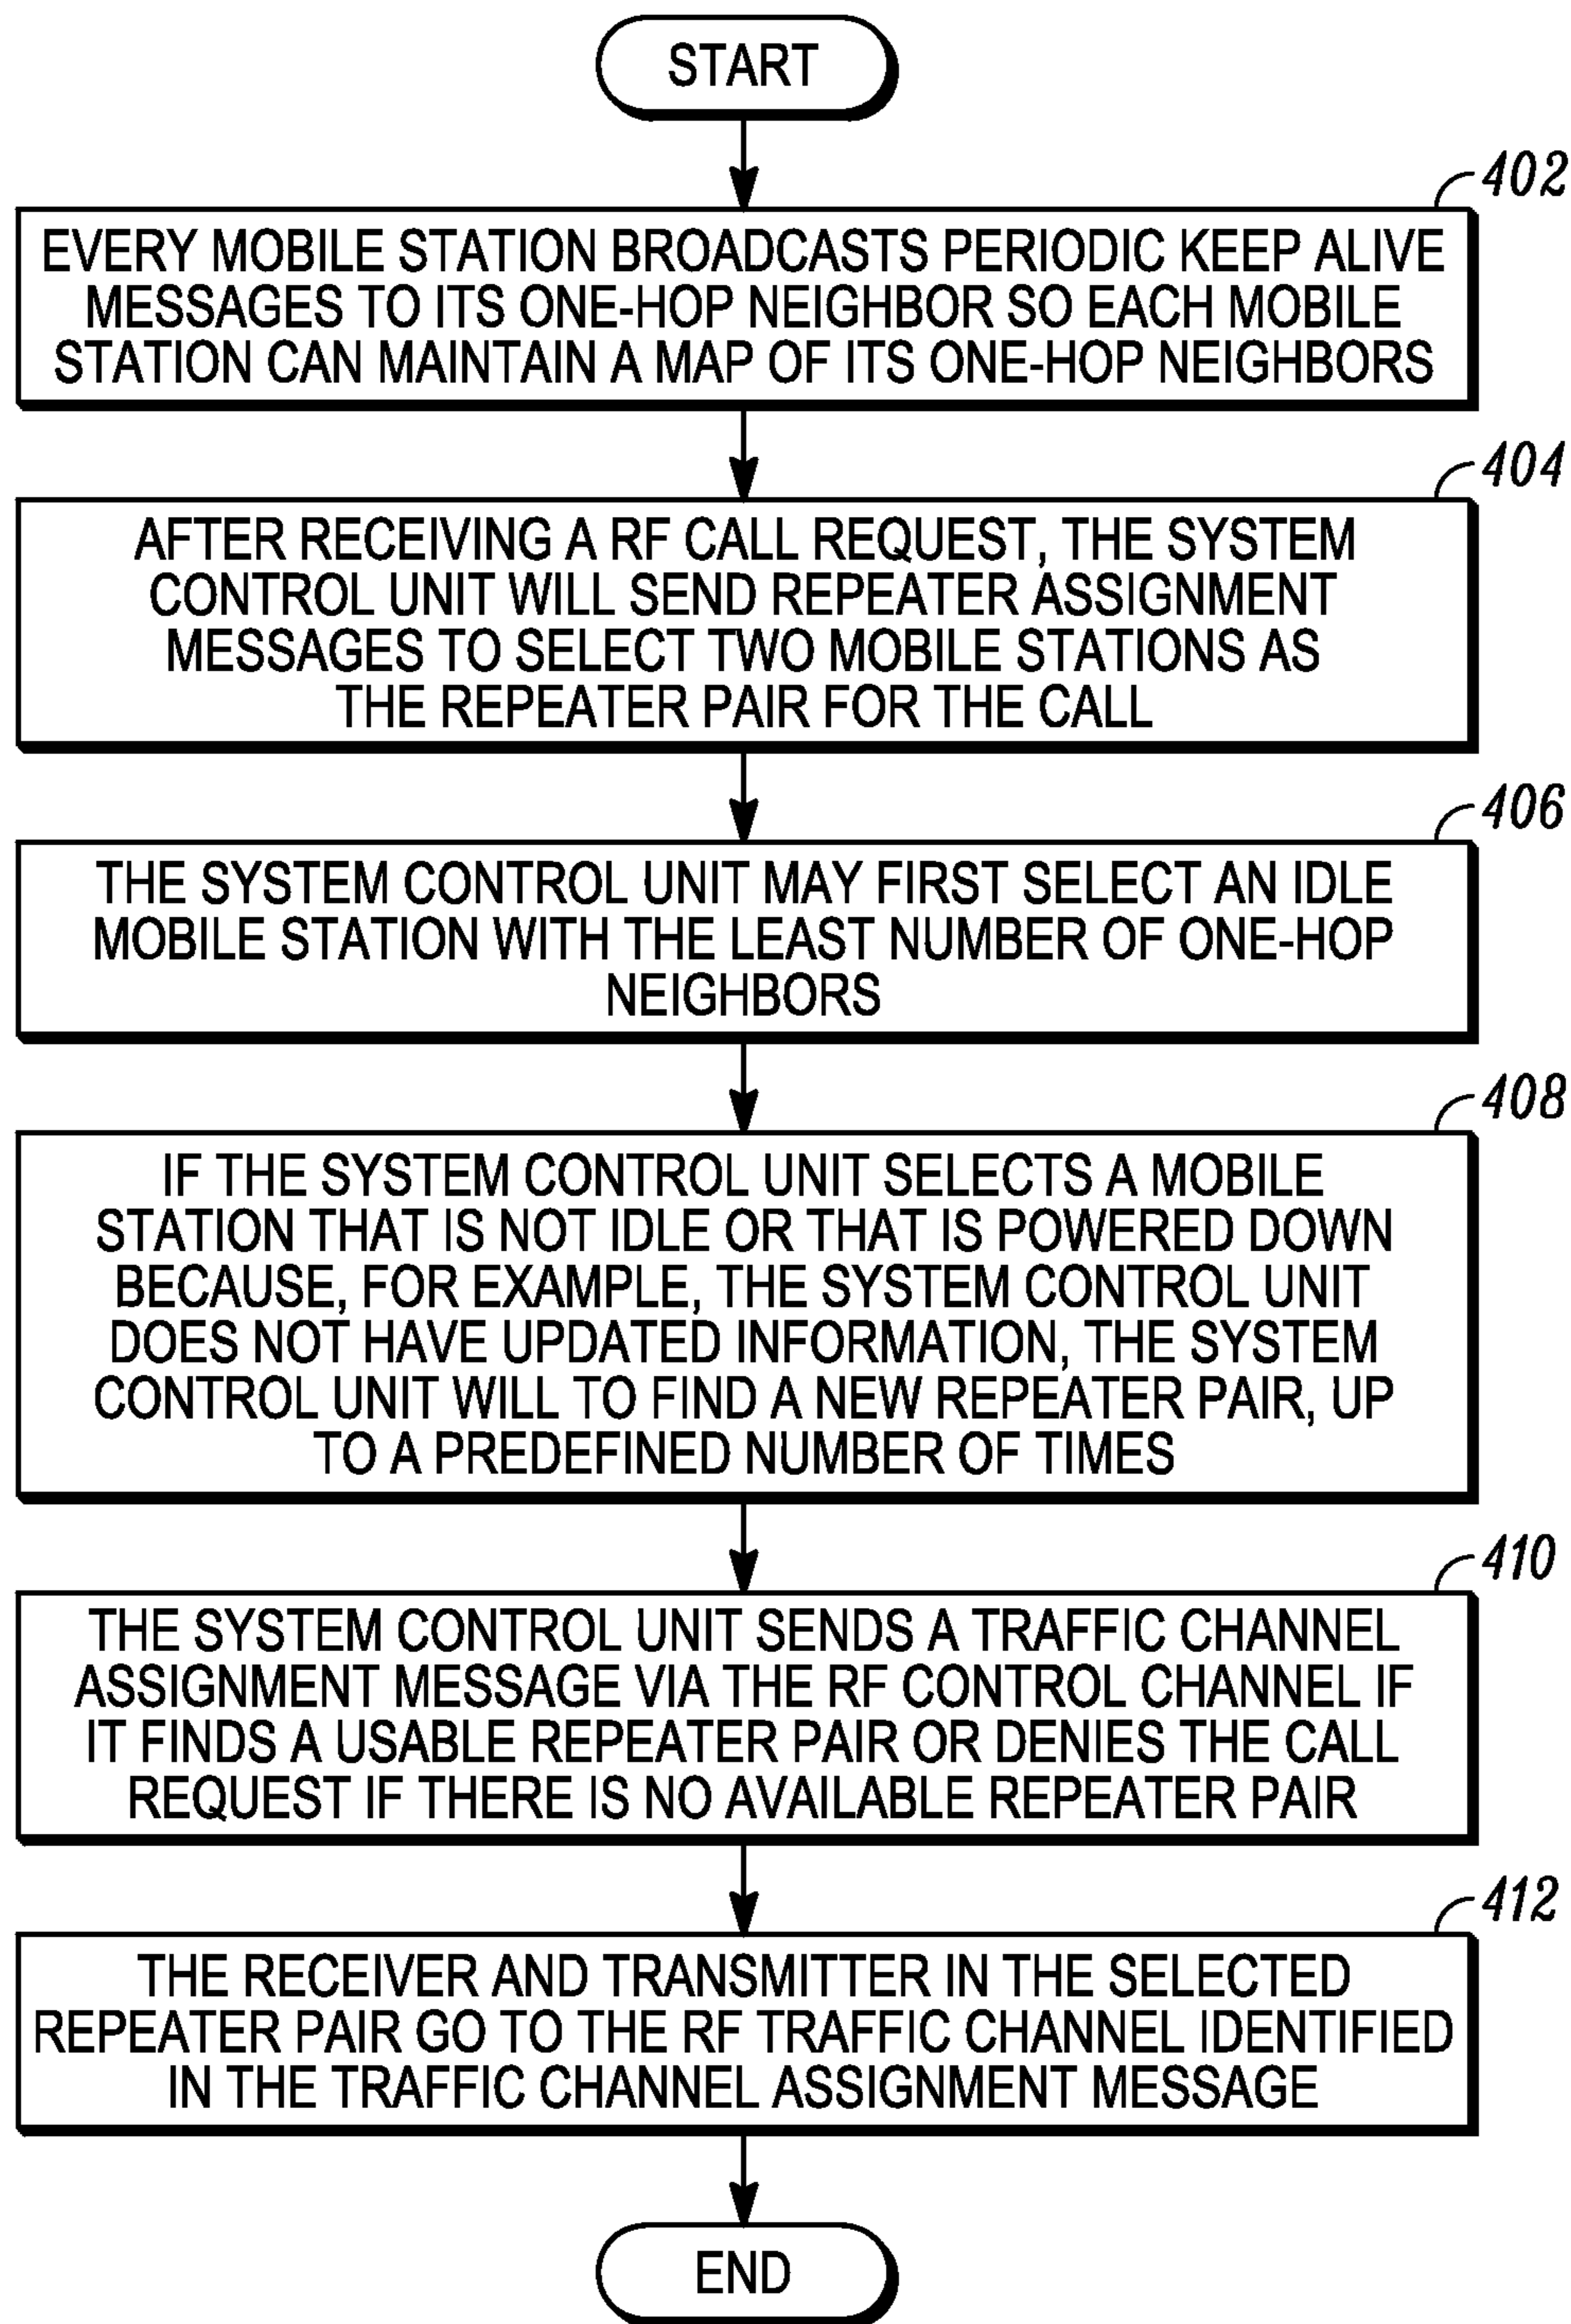 START
402
EVERY MOBILE STATION BROADCASTS PERIODIC KEEP ALIVE
MESSAGES TO ITS ONE-HOP NEIGHBOR SO EACH MOBILE
STATION CAN MAINTAIN A MAP OF ITS ONE-HOP NEIGHBORS
404
AFTER RECEIVING A RF CALL REQUEST, THE SYSTEM
CONTROL UNIT WILL SEND REPEATER ASSIGNMENT
MESSAGES TO SELECT TWO MOBILE STATIONS AS
THE REPEATER PAIR FOR THE CALL
406
THE SYSTEM CONTROL UNIT MAY FIRST SELECT AN IDLE
MOBILE STATION WITH THE LEAST NUMBER OF ONE-HOP
NEIGHBORS
408
IF THE SYSTEM CONTROL UNIT SELECTS A MOBILE
STATION THAT IS NOT IDLE OR THAT IS POWERED DOWN
BECAUSE, FOR EXAMPLE, THE SYSTEM CONTROL UNIT
DOES NOT HAVE UPDATED INFORMATION, THE SYSTEM
CONTROL UNIT WILL TO FIND A NEW REPEATER PAIR, UP
TO A PREDEFINED NUMBER OF TIMES
410
THE SYSTEM CONTROL UNIT SENDS A TRAFFIC CHANNEL
ASSIGNMENT MESSAGE VIA THE RF CONTROL CHANNEL IF
IT FINDS A USABLE REPEATER PAIR OR DENIES THE CALL
REQUEST IF THERE IS NO AVAILABLE REPEATER PAIR
412
THE RECEIVER AND TRANSMITTER IN THE SELECTED
REPEATER PAIR GO TO THE RF TRAFFIC CHANNEL IDENTIFIED
IN THE TRAFFIC CHANNEL ASSIGNMENT MESSAGE
END